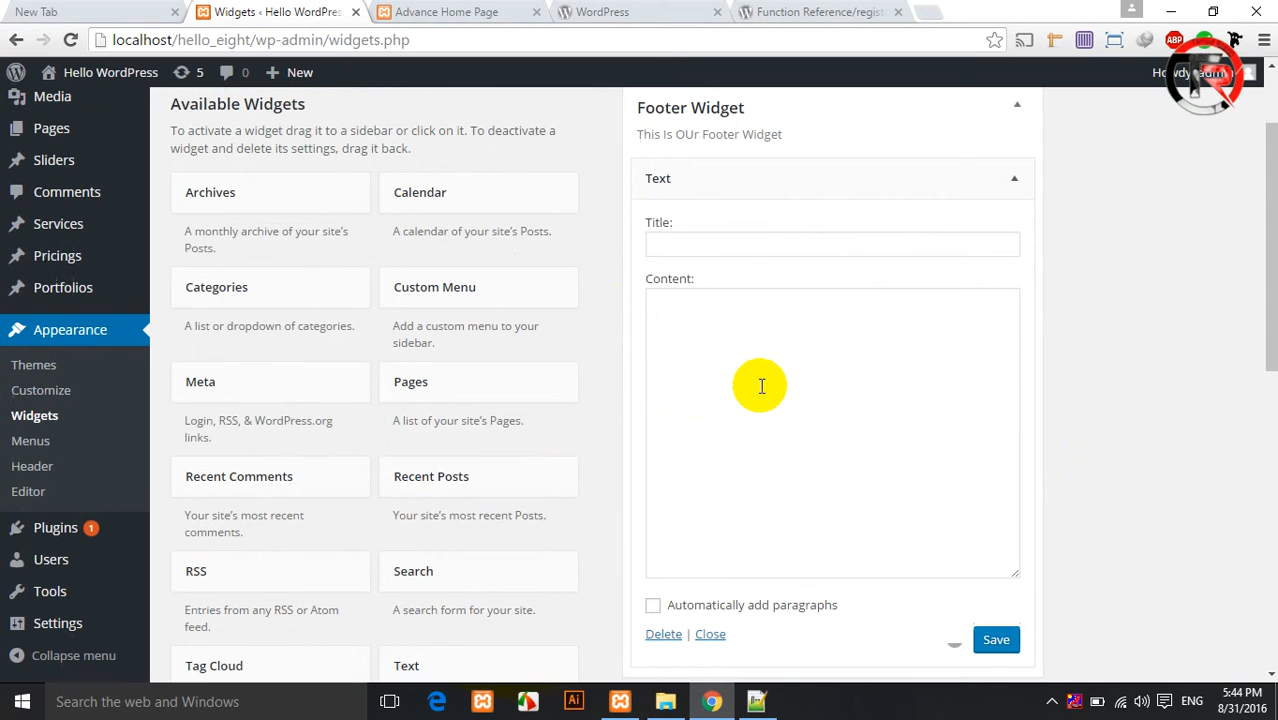 New Tab
Widgets ‹ Hello WordPres
Advance Home Page
WordPress
Function Reference/regist
localhost/hello_eight/wp-admin/widgets.php
ABP
Hello WordPress
5
0
New
Howdy, admin
Media
Pages
Sliders
Comments
Services
Pricings
Portfolios
Appearance
Themes
Customize
Widgets
Menus
Header
Editor
Plugins 1
Users
Tools
Settings
Collapse menu
Available Widgets
To activate a widget drag it to a sidebar or click on it. To deactivate a
widget and delete its settings, drag it back.
Archives
A monthly archive of your site's
Posts.
Calendar
A calendar of your site's Posts.
Categories
A list or dropdown of categories.
Custom Menu
Add a custom menu to your
sidebar.
Meta
Login, RSS, & WordPress.org
links.
Pages
A list of your site's Pages.
Recent Comments
Your site's most recent
comments.
Recent Posts
Your site's most recent Posts.
RSS
Entries from any RSS or Atom
feed.
Search
A search form for your site.
Tag Cloud
Text
Footer Widget
This Is OUr Footer Widget
Text
Title:
Content:
Automatically add paragraphs
Delete | Close
Save
Search the web and Windows
Ai
ENG
5:44 PM
8/31/2016